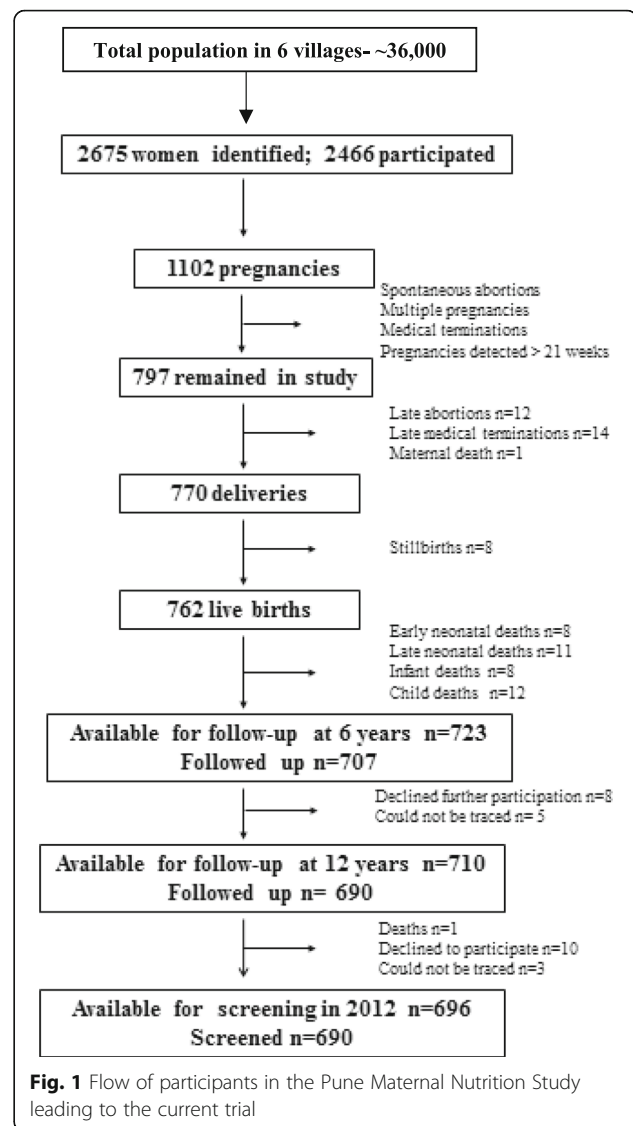 Total population in 6 villages- ~36,000
2675 women identified; 2466 participated
1102 pregnancies
Spontaneous abortions
Multiple pregnancies
Medical terminations
Pregnancies detected > 21 weeks
797 remained in study
Late abortions n=12
Late medical terminations n=14
Maternal death n=1
770 deliveries
Stillbirths n=8
762 live births
Early neonatal deaths n=8
Late neonatal deaths n=11
Infant deaths n=8
Child deaths n=12
Available for follow-up at 6 years n=723
Followed up n=707
Declined further participation n=8
Could not be traced n= 5
Available for follow-up at 12 years n=710
Followed up n= 690
Deaths n=1
Declined to participate n=10
Could not be traced n=3
Available for screening in 2012 n=696
Screened n=690
Fig. 1 Flow of participants in the Pune Maternal Nutrition Study
leading to the current trial